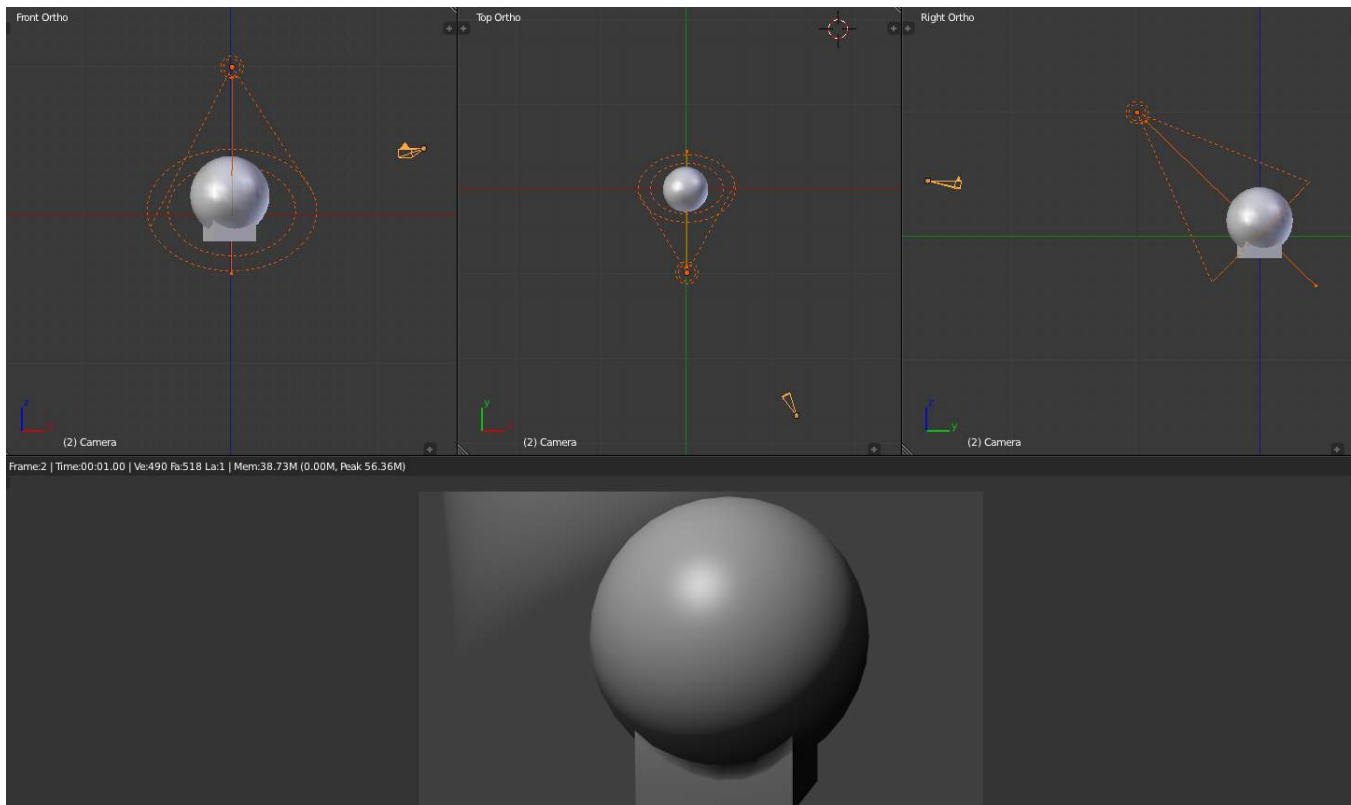 Front Ortho
Top Ortho
Right Ortho
z
y
z
y
(2) Camera
(2) Camera
(2) Camera
Frame:2 | Time:00:01.00 | Ve:490 Fa:518 La:1 | Mem:38.73M (0.00M, Peak 56.36M)